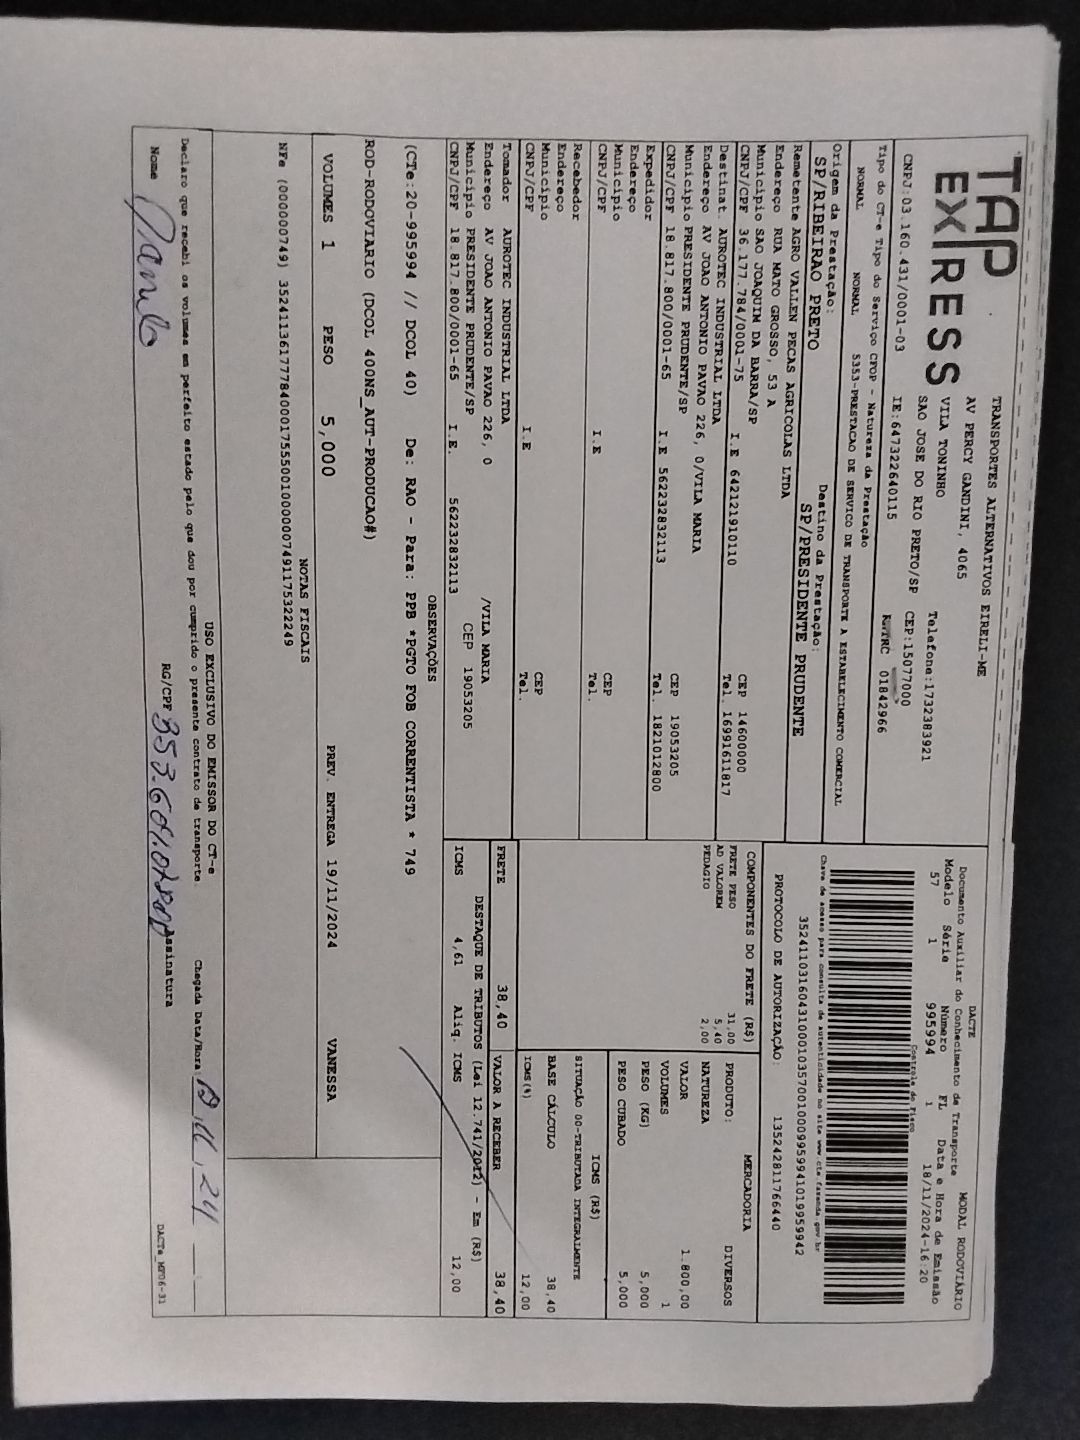 TAP
EXPRESS
TRANSPORTES ALTERNATIVOS EIRELI-ME
AV PERCY GANDINI, 4065
VILA TONINHO
SAO JOSE DO RIO PRETO/SP
Telefone:1732383921
CEP:15077000
CNPJ:03.160.431/0001-03
IE:647322640115
RNTRC 01842966
Tipo do CT-e Tipo do Serviço CFOP - Natureza da Prestação
NORMAL NORMAL 5353-PRESTACAO DE SERVICO DE TRANSPORTE A ESTABELECIMENTO COMERCIAL
Origem da Prestação: Destino da Prestação:
SP/RIBEIRAO PRETO SP/PRESIDENTE PRUDENTE
Remetente AGRO VALLEN PECAS AGRICOLAS LTDA
Endereço RUA MATO GROSSO, 53 A
Município SAO JOAQUIM DA BARRA/SP CEP 14600000
CNPJ/CPF 36.177.784/0001-75 I.E 642121910110 Tel. 16991611817
Destinat. AUROTEC INDUSTRIAL LTDA
Endereço AV JOAO ANTONIO PAVAO 226, 0/VILA MARIA
Município PRESIDENTE PRUDENTE/SP CEP 19053205
CNPJ/CPF 18.817.800/0001-65 I.E 562232832113 Tel. 1821012800
Expedidor
Endereço
Município CEP
CNPJ/CPF I.E Tel.
Recebedor
Endereço
Município CEP
CNPJ/CPF I.E Tel.
Tomador AUROTEC INDUSTRIAL LTDA
Endereço AV JOAO ANTONIO PAVAO 226, 0 /VILA MARIA
Município PRESIDENTE PRUDENTE/SP CEP 19053205
CNPJ/CPF 18.817.800/0001-65 I.E. 562232832113
DACTE MODAL RODOVIÁRIO
Documento Auxiliar do Conhecimento de Transporte
Modelo Série Número FL Data e Hora de Emissão
57 1 995994 1 18/11/2024-16:20
Controle do Fisco
Chave de acesso para consulta de autenticidade no site www.cte.fazenda.gov.br
35241103160431000103570010009959941019959942
PROTOCOLO DE AUTORIZAÇÃO: 135242811766440
COMPONENTES DO FRETE (R$)
FRETE PESO 31,00
AD VALOREM 5,40
PEDAGIO 2,00
MERCADORIA
PRODUTO: DIVERSOS
NATUREZA
VALOR 1.800,00
VOLUMES 1
PESO (KG) 5,000
PESO CUBADO 5,000
ICMS (R$)
SITUAÇÃO 00-TRIBUTADA INTEGRALMENTE
BASE CÁLCULO 38,40
ICMS(%) 12,00
FRETE 38,40 VALOR A RECEBER 38,40
DESTAQUE DE TRIBUTOS (Lei 12.741/2012) - Em (R$)
ICMS 4,61 Aliq. ICMS 12,00
OBSERVAÇÕES
(CTe:20-995994 // DCOL 40) De: RAO - Para: PPB *PGTO FOB CORRENTISTA * 749
ROD-RODOVIARIO (DCOL 400NS_AUT-PRODUCAO#)
VOLUMES 1 PESO 5,000 PREV. ENTREGA 19/11/2024 VANESSA
NOTAS FISCAIS
NFe (000000749) 35241136177784000175550010000007491175322249
USO EXCLUSIVO DO EMISSOR DO CT-e
Declaro que recebi os volumes em perfeito estado pelo que dou por cumprido o presente contrato de transporte Chegada Data/Hora: 19.11.24
Nome Danilo RG/CPF Assinatura
DACTe_MP06-31